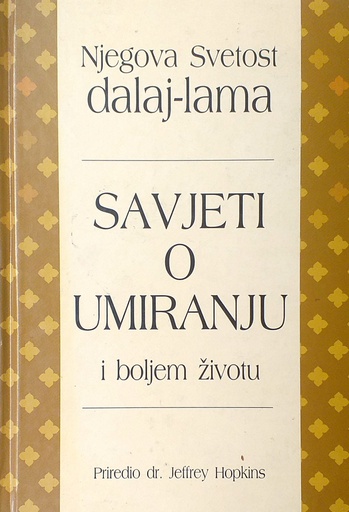 Njegova Svetost
dalaj-lama
SAVJETI
O
UMIRANJU
i boljem životu
Priredio dr. Jeffrey Hopkins